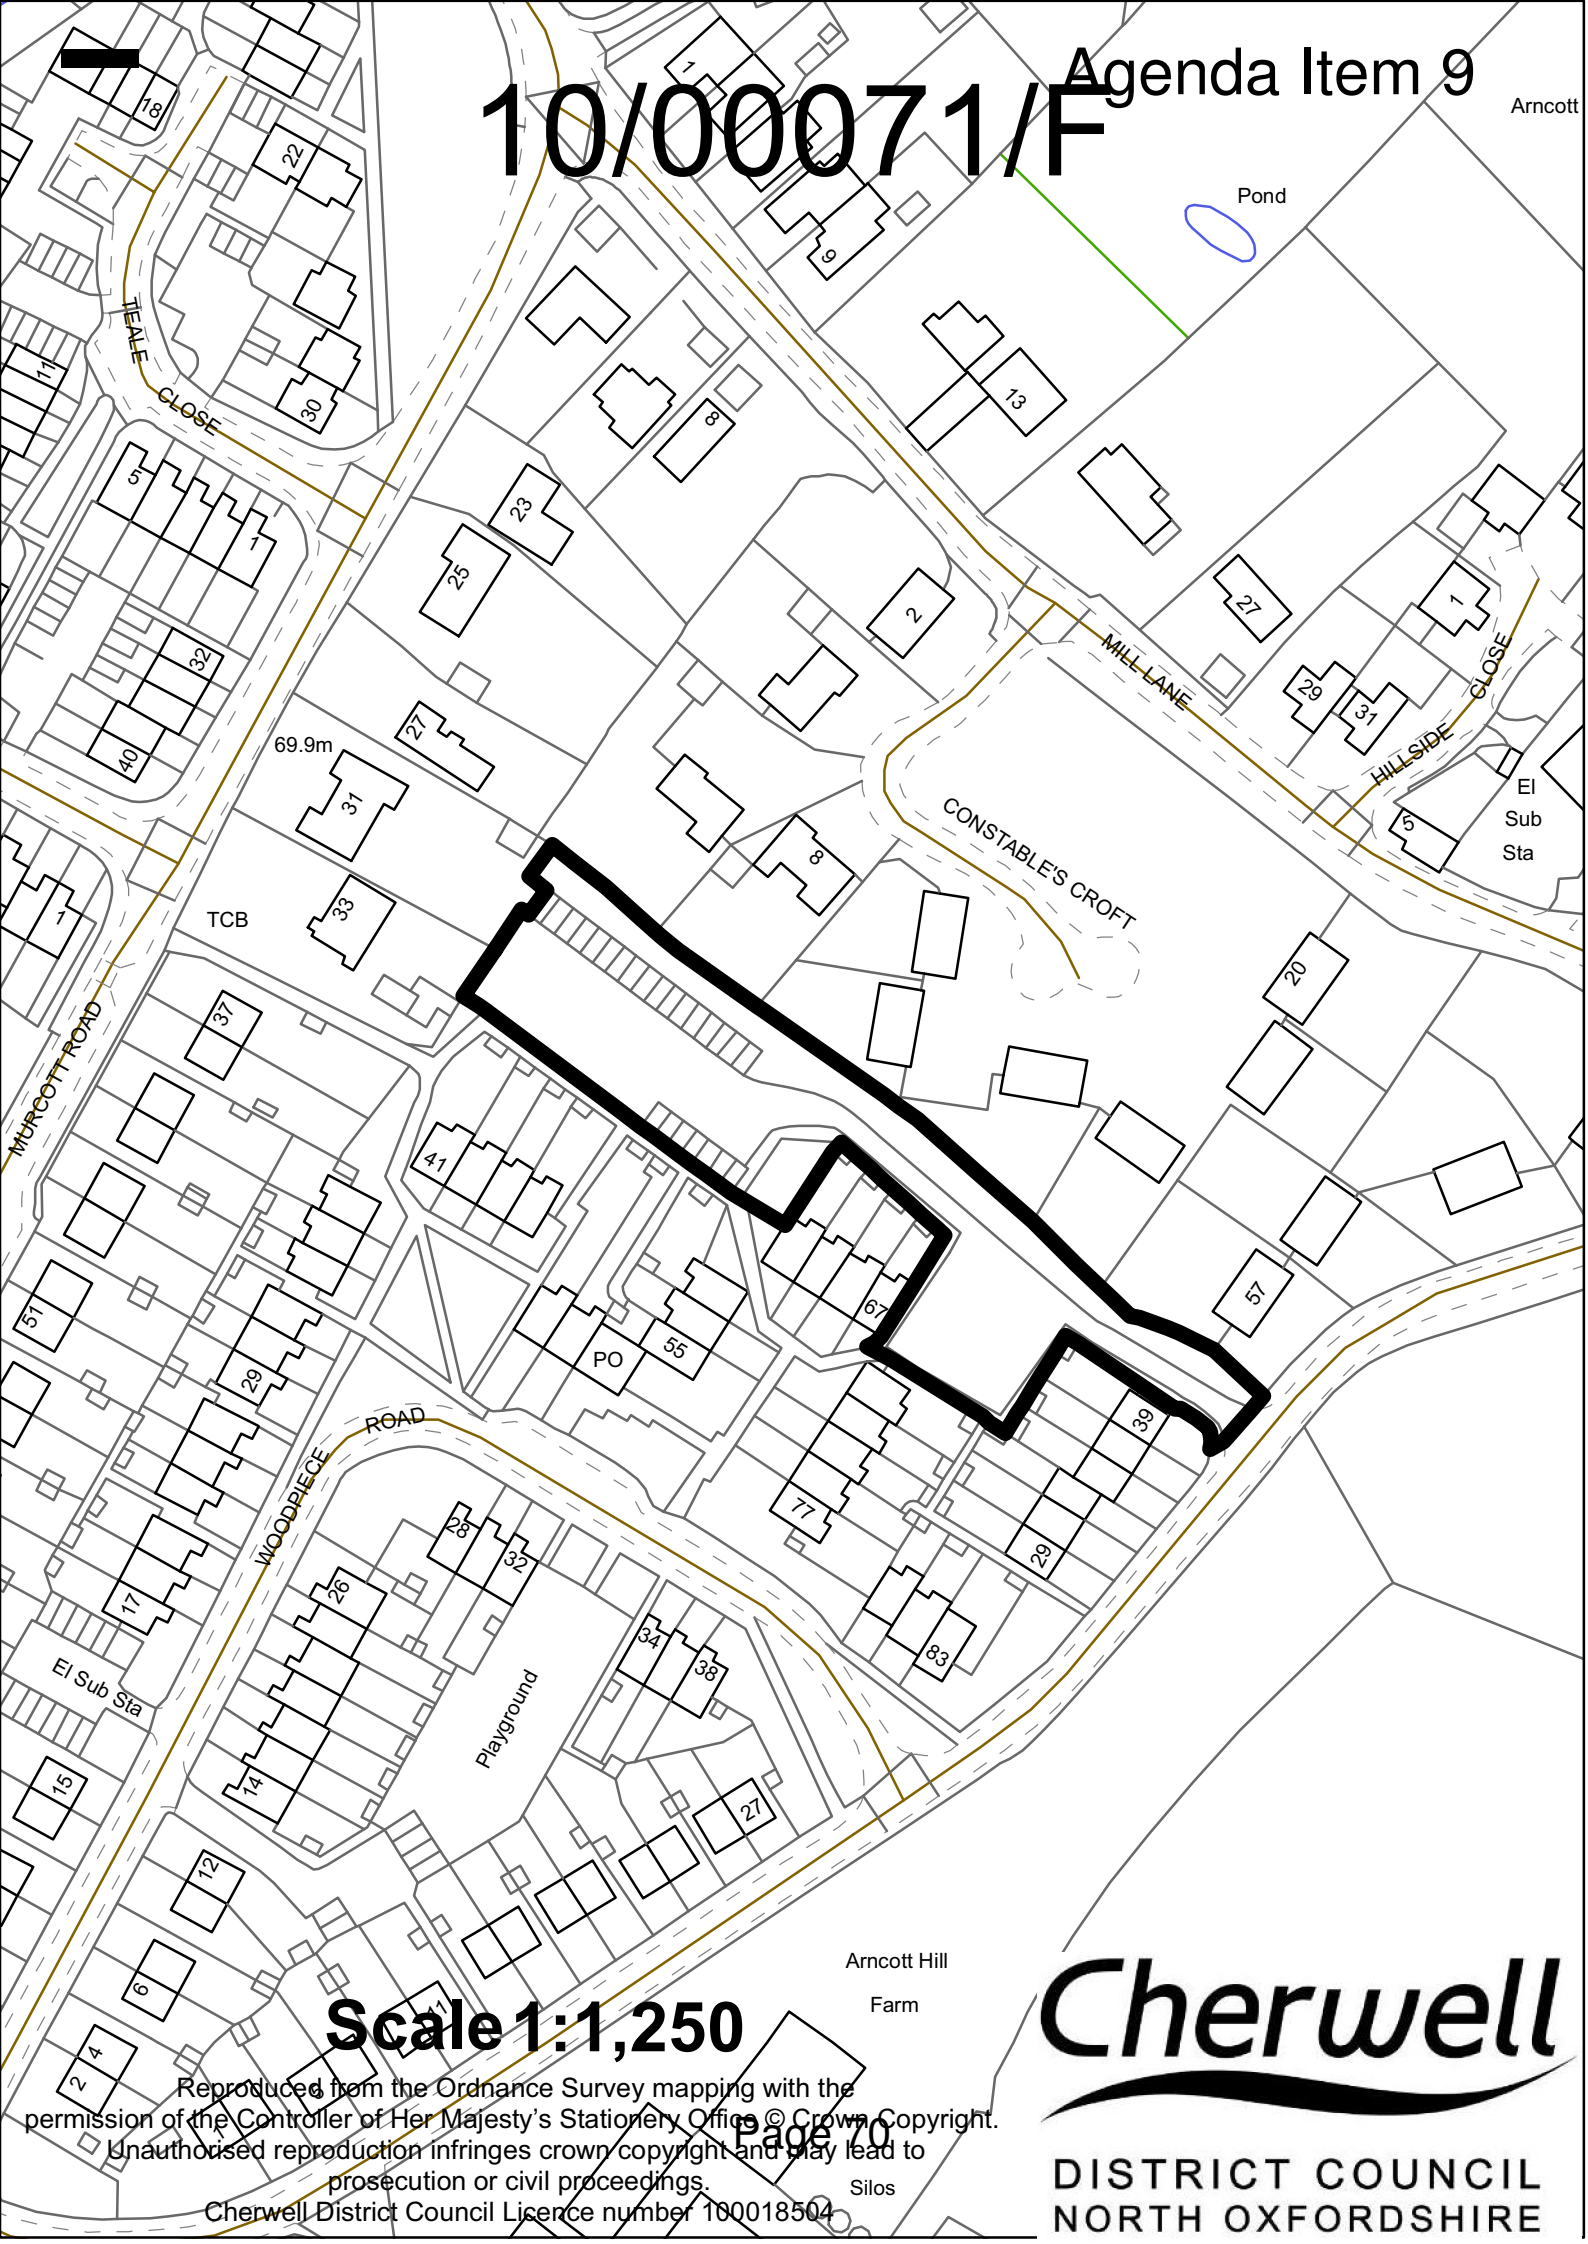 Agenda Item 9
10/00071/F
Arncott
Pond
18
22
1
9
TEALE
CLOSE
11
30
8
13
5
1
23
25
2
27
1
32
40
MILL LANE
29
31
CLOSE
HILLSIDE
El
Sub
Sta
5
69.9m
27
31
8
CONSTABLE'S CROFT
33
TCB
1
20
37
MURCOTT ROAD
41
51
29
PO
55
67
57
39
ROAD
WOODPIECE
77
29
28
32
26
17
34
38
83
El Sub Sta
Playground
14
15
27
12
6
4
2
11
Arncott Hill
Farm
Silos
Scale 1:1,250
Reproduced from the Ordnance Survey mapping with the
permission of the Controller of Her Majesty's Stationery Office © Crown Copyright.
Unauthorised reproduction infringes crown copyright and may lead to
prosecution or civil proceedings.
Cherwell District Council Licence number 100018504
Page 70
Cherwell
DISTRICT COUNCIL
NORTH OXFORDSHIRE